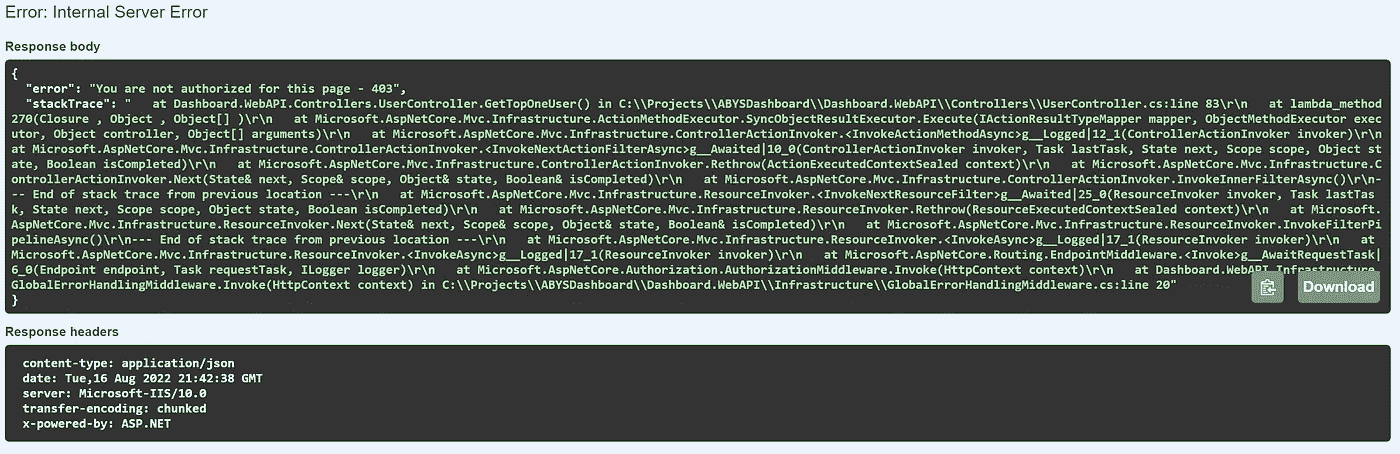 Error: Internal Server Error
Response body
{
"error": "You are not authorized for this page - 403",
"stackTrace": "   at Dashboard.WebAPI.Controllers.UserController.GetTopOneUser() in C:\\Projects\\ABYSDashboard\\Dashboard.WebAPI\\Controllers\\UserController.cs:line 83\r\n   at lambda_method
270(Closure , Object , Object[] )\r\n   at Microsoft.AspNetCore.Mvc.Infrastructure.ActionMethodExecutor.SyncObjectResultExecutor.Execute(IActionResultTypeMapper mapper, ObjectMethodExecutor exec
utor, Object controller, Object[] arguments)\r\n   at Microsoft.AspNetCore.Mvc.Infrastructure.ControllerActionInvoker.<InvokeActionMethodAsync>g__Logged|12_1(ControllerActionInvoker invoker)\r\n
at Microsoft.AspNetCore.Mvc.Infrastructure.ControllerActionInvoker.<InvokeNextActionFilterAsync>g__Awaited|10_0(ControllerActionInvoker invoker, Task lastTask, State next, Scope scope, Object st
ate, Boolean isCompleted)\r\n   at Microsoft.AspNetCore.Mvc.Infrastructure.ControllerActionInvoker.Rethrow(ActionExecutedContextSealed context)\r\n   at Microsoft.AspNetCore.Mvc.Infrastructure.C
ontrollerActionInvoker.Next(State& next, Scope& scope, Object& state, Boolean& isCompleted)\r\n   at Microsoft.AspNetCore.Mvc.Infrastructure.ControllerActionInvoker.InvokeInnerFilterAsync()\r\n-
-- End of stack trace from previous location ---\r\n   at Microsoft.AspNetCore.Mvc.Infrastructure.ResourceInvoker.<InvokeNextResourceFilter>g__Awaited|25_0(ResourceInvoker invoker, Task lastTas
k, State next, Scope scope, Object state, Boolean isCompleted)\r\n   at Microsoft.AspNetCore.Mvc.Infrastructure.ResourceInvoker.Rethrow(ResourceExecutedContextSealed context)\r\n   at Microsoft.
AspNetCore.Mvc.Infrastructure.ResourceInvoker.Next(State& next, Scope& scope, Object& state, Boolean& isCompleted)\r\n   at Microsoft.AspNetCore.Mvc.Infrastructure.ResourceInvoker.InvokeFilterPi
pelineAsync()\r\n--- End of stack trace from previous location ---\r\n   at Microsoft.AspNetCore.Mvc.Infrastructure.ResourceInvoker.<InvokeAsync>g__Logged|17_1(ResourceInvoker invoker)\r\n   at
Microsoft.AspNetCore.Mvc.Infrastructure.ResourceInvoker.<InvokeAsync>g__Logged|17_1(ResourceInvoker invoker)\r\n   at Microsoft.AspNetCore.Routing.EndpointMiddleware.<Invoke>g__AwaitRequestTask|
6_0(Endpoint endpoint, Task requestTask, ILogger logger)\r\n   at Microsoft.AspNetCore.Authorization.AuthorizationMiddleware.Invoke(HttpContext context)\r\n   at Dashboard.WebAPI.Infrastructure.
GlobalErrorHandlingMiddleware.Invoke(HttpContext context) in C:\\Projects\\ABYSDashboard\\Dashboard.WebAPI\\Infrastructure\\GlobalErrorHandlingMiddleware.cs:line 20"
Download
}
Response headers
content-type: application/json
date: Tue,16 Aug 2022 21:42:38 GMT
server: Microsoft-IIS/10.0
transfer-encoding: chunked
x-powered-by: ASP.NET